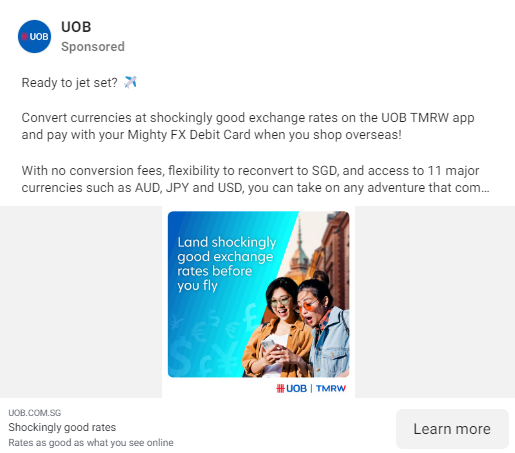 UOB
UOB
Sponsored
Ready to jet set? ✈️
Convert currencies at shockingly good exchange rates on the UOB TMRW app
and pay with your Mighty FX Debit Card when you shop overseas!
With no conversion fees, flexibility to reconvert to SGD, and access to 11 major
currencies such as AUD, JPY and USD, you can take on any adventure that com...
Land shockingly
good exchange
rates before
you fly
€ $ £ ¥
UOB | TMRW
UOB.COM.SG
Shockingly good rates
Rates as good as what you see online
Learn more